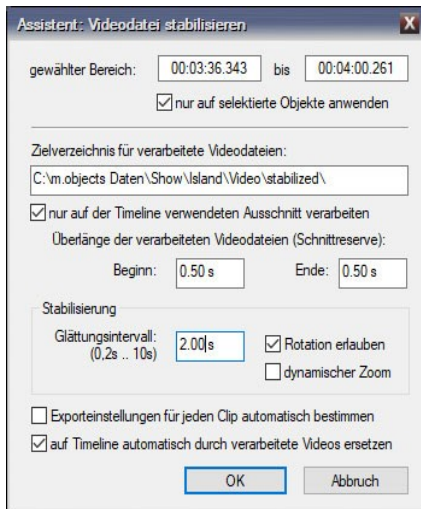 Assistent: Videodatei stabilisieren
X
gewählter Bereich: 00:03:36.343 bis 00:04:00.261
nur auf selektierte Objekte anwenden
Zielverzeichnis für verarbeitete Videodateien:
C:\m.objects Daten\Show\Island\Video\stabilized\
nur auf der Timeline verwendeten Ausschnitt verarbeiten
Überlänge der verarbeiteten Videodateien (Schnittreserve):
Beginn: 0.50 s Ende: 0.50 s
Stabilisierung
Glättungsintervall: 2.00 s Rotation erlauben
(0,2s .. 10s)
dynamischer Zoom
Exporteinstellungen für jeden Clip automatisch bestimmen
auf Timeline automatisch durch verarbeitete Videos ersetzen
OK Abbruch